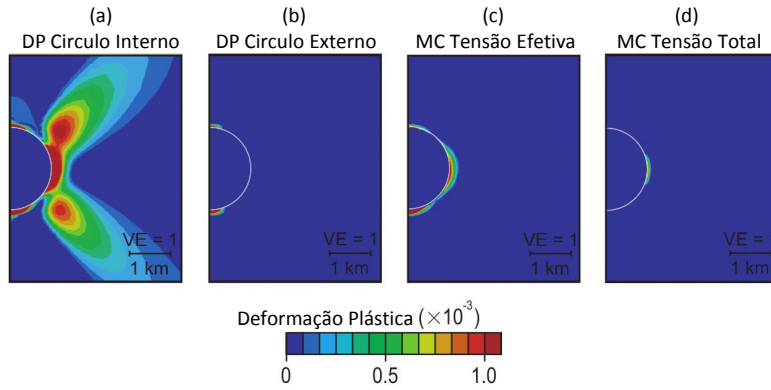 (a)
DP Circulo Interno
(b)
DP Circulo Externo
(c)
MC Tensão Efetiva
(d)
MC Tensão Total
VE = 1
1 km
VE = 1
1 km
VE = 1
1 km
VE =
1 km
Deformação Plástica (×10⁻³)
0
0.5
1.0